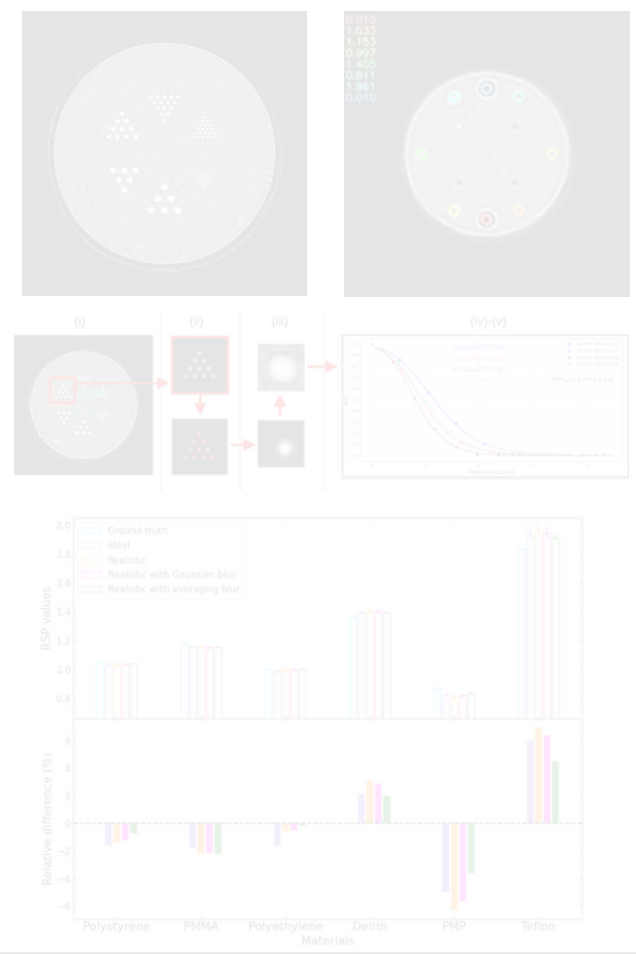 0.010
1.033
1.153
0.997
1.405
0.811
1.961
0.010
(i)
(ii)
(iii)
(iv)-(v)
2.0
1.8
1.6
1.4
1.2
1.0
0.8
RSP values
Ground truth
Ideal
Realistic
Realistic with Gaussian blur
Realistic with averaging blur
6
4
2
0
−2
−4
−6
Relative difference (%)
Polystyrene PMMA Polyethylene Delrin PMP Teflon
Materials